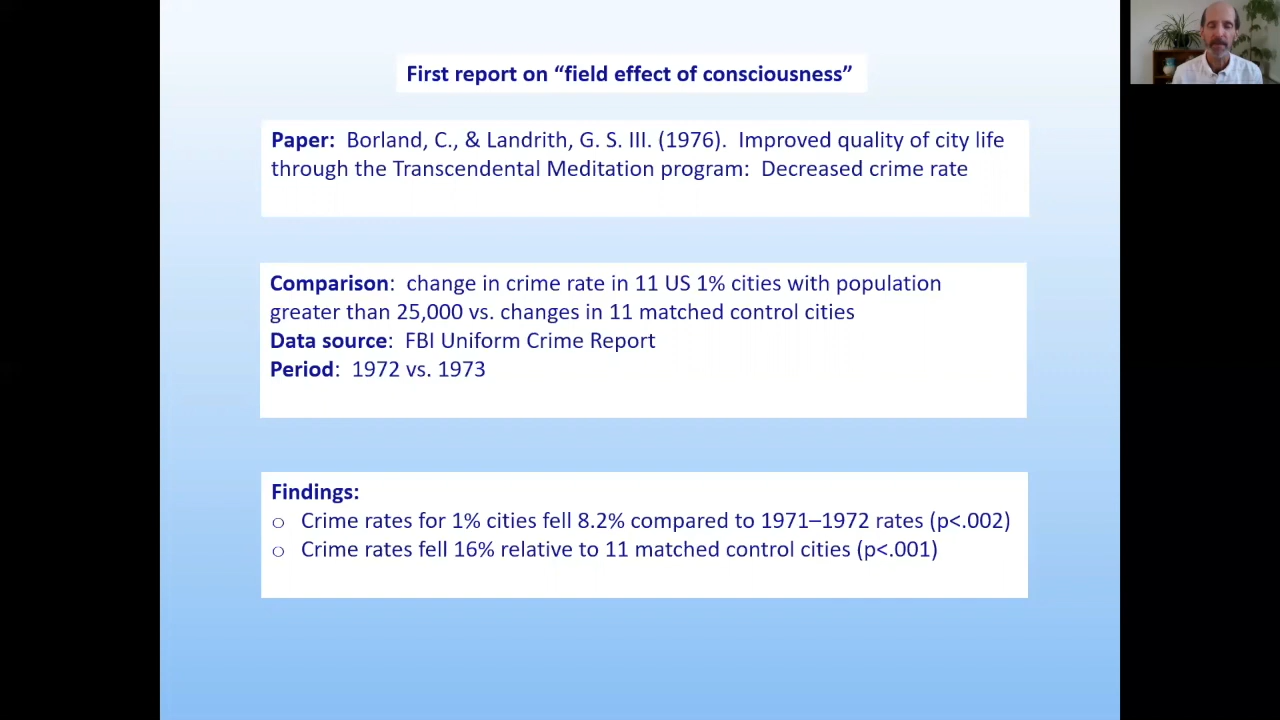 First report on “field effect of consciousness”
Paper: Borland, C., & Landrith, G. S. III. (1976). Improved quality of city life
through the Transcendental Meditation program: Decreased crime rate
Comparison: change in crime rate in 11 US 1% cities with population
greater than 25,000 vs. changes in 11 matched control cities
Data source: FBI Uniform Crime Report
Period: 1972 vs. 1973
Findings:
○ Crime rates for 1% cities fell 8.2% compared to 1971–1972 rates (p<.002)
○ Crime rates fell 16% relative to 11 matched control cities (p<.001)